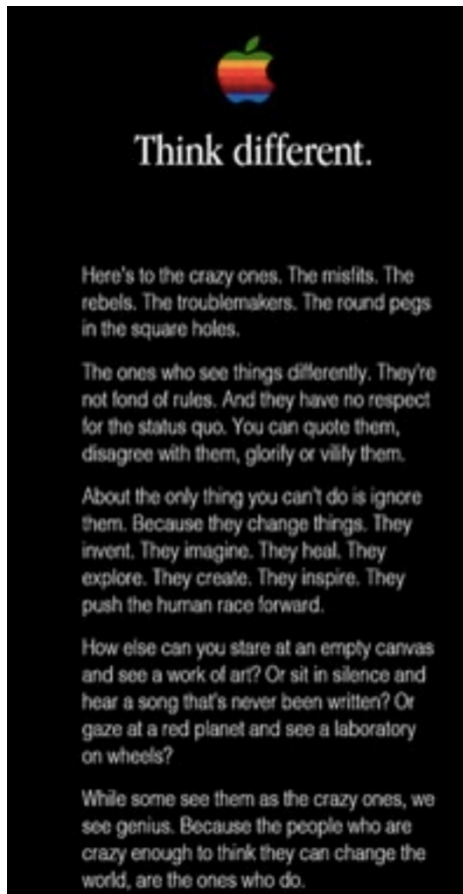 Think different.
Here's to the crazy ones. The misfits. The
rebels. The troublemakers. The round pegs
in the square holes.
The ones who see things differently. They're
not fond of rules. And they have no respect
for the status quo. You can quote them,
disagree with them, glorify or vilify them.
About the only thing you can't do is ignore
them. Because they change things. They
invent. They imagine. They heal. They
explore. They create. They inspire. They
push the human race forward.
How else can you stare at an empty canvas
and see a work of art? Or sit in silence and
hear a song that's never been written? Or
gaze at a red planet and see a laboratory
on wheels?
While some see them as the crazy ones, we
see genius. Because the people who are
crazy enough to think they can change the
world, are the ones who do.